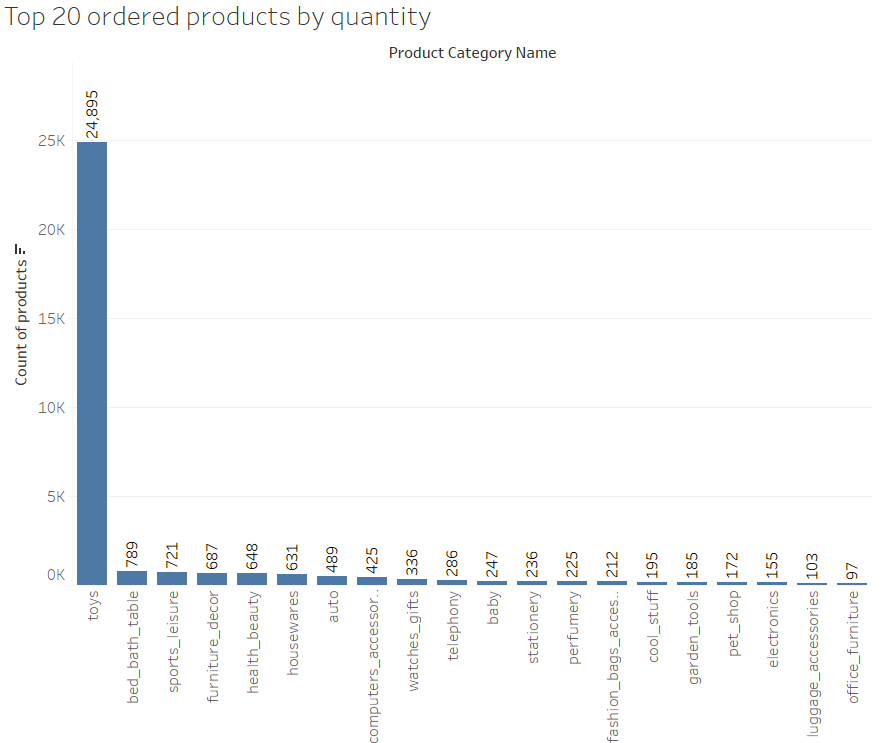 Top 20 ordered products by quantity
Product Category Name
Count of products
25K
20K
15K
10K
5K
0K
24,895
789
721
687
648
631
489
425
336
286
247
236
225
212
195
185
172
155
103
97
toys
bed_bath_table
sports_leisure
furniture_decor
health_beauty
housewares
auto
computers_accessor..
watches_gifts
telephony
baby
stationery
perfumery
fashion_bags_acces..
cool_stuff
garden_tools
pet_shop
electronics
luggage_accessories
office_furniture